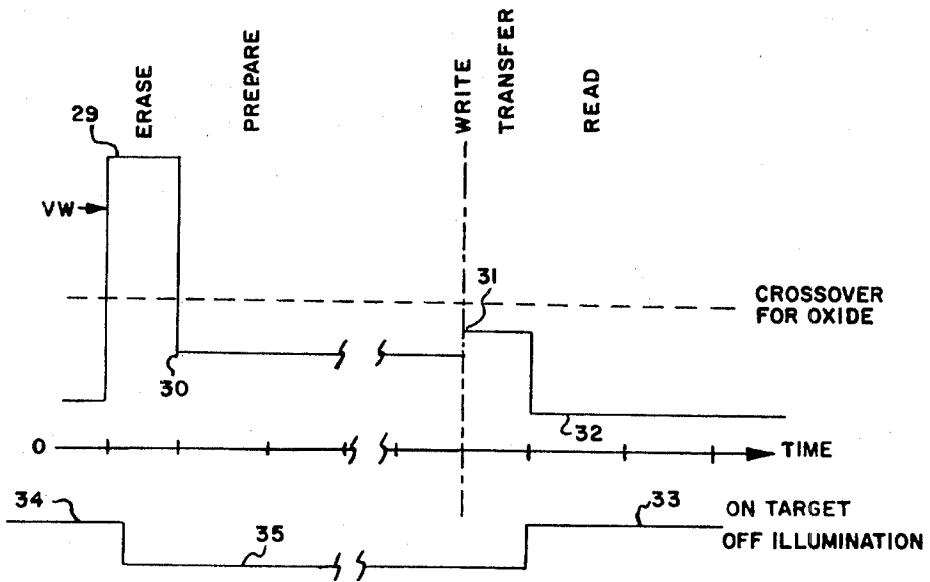 ERASE
PREPARE
WRITE
TRANSFER
READ
29
VW
31
CROSSOVER
FOR OXIDE
30
32
0
TIME
34
33
ON TARGET
35
OFF ILLUMINATION